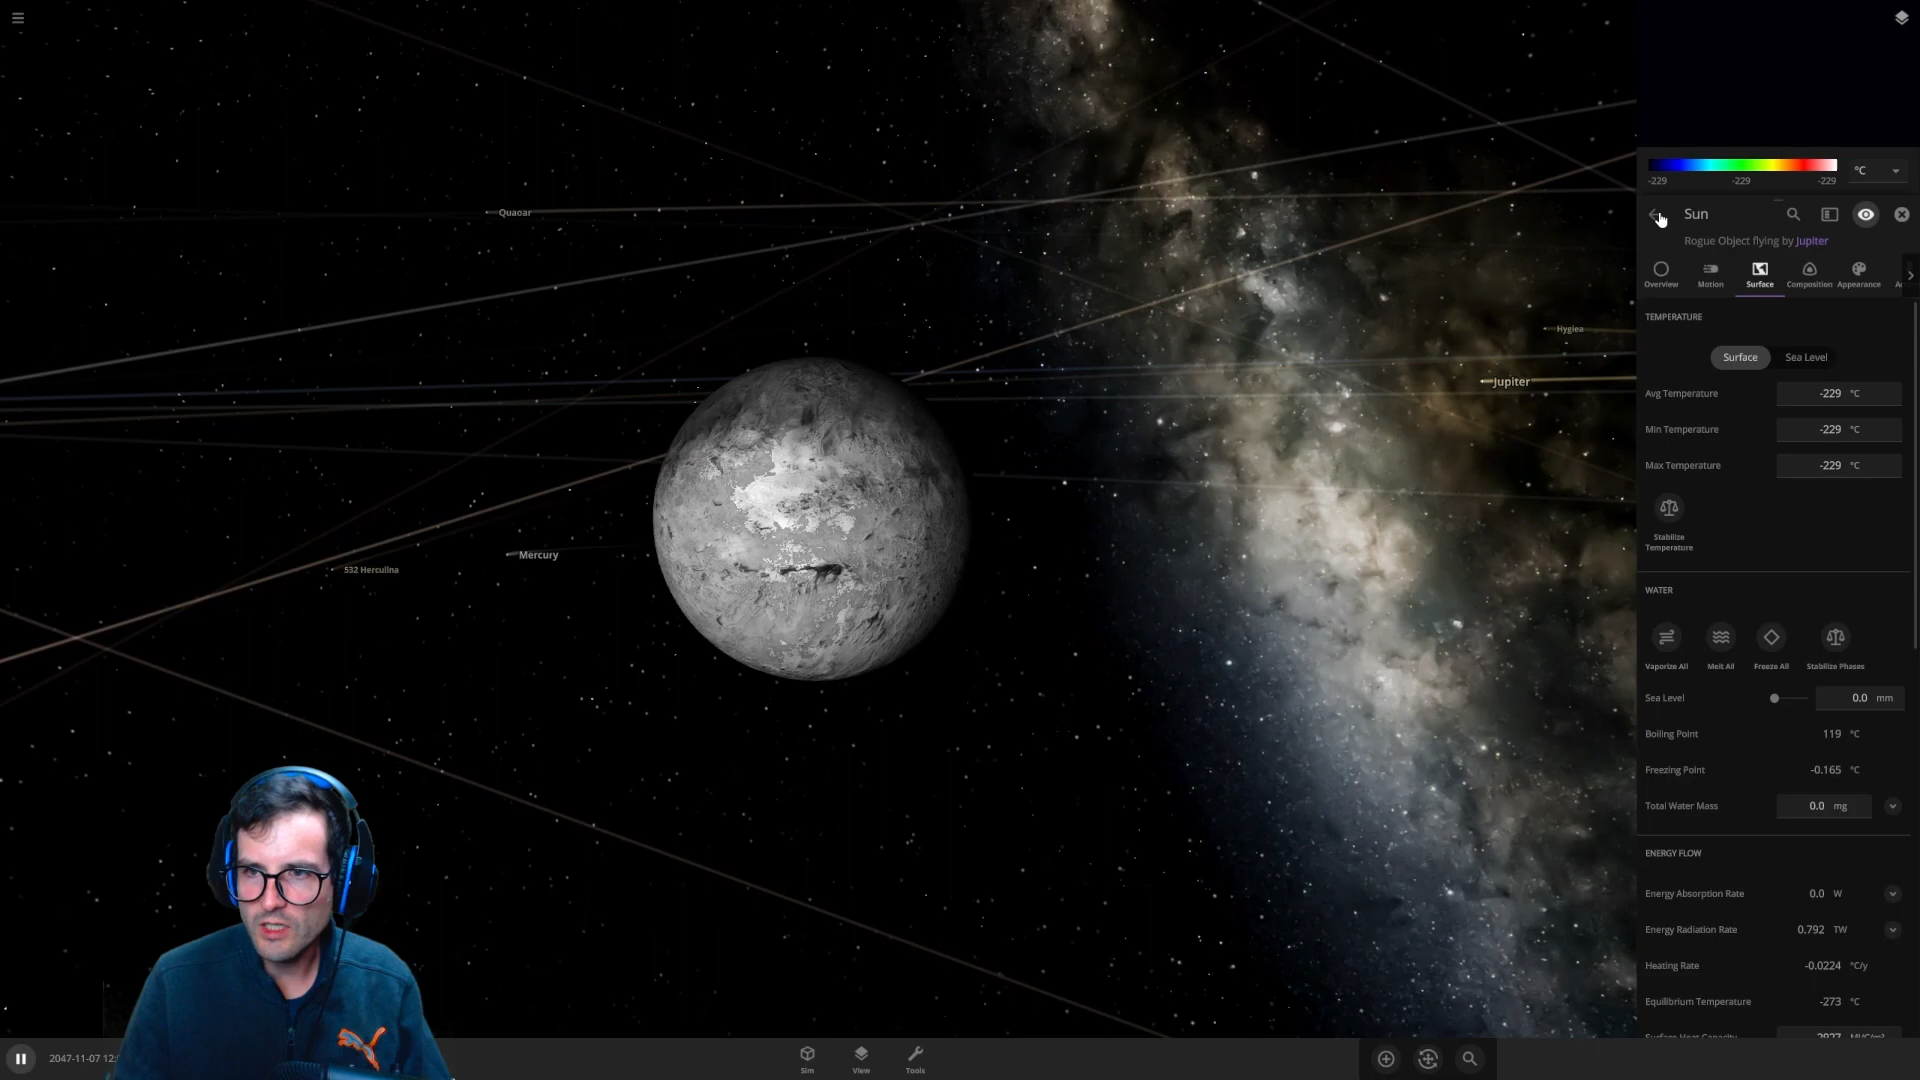 -229 -229 -229 °C
Sun
Rogue Object flying by Jupiter
Overview Motion Surface Composition Appearance
TEMPERATURE
Surface Sea Level
Avg Temperature -229 °C
Min Temperature -229 °C
Max Temperature -229 °C
Stabilize
Temperature
WATER
Vaporize All Melt All Freeze All Stabilize Phases
Sea Level 0.0 mm
Boiling Point 119 °C
Freezing Point -0.165 °C
Total Water Mass 0.0 mg
ENERGY FLOW
Energy Absorption Rate 0.0 W
Energy Radiation Rate 0.792 TW
Heating Rate -0.0224 °C/y
Equilibrium Temperature -273 °C
Quaoar
Hygiea
Jupiter
Mercury
532 Herculina
2047-11-07 12:
Sim View Tools